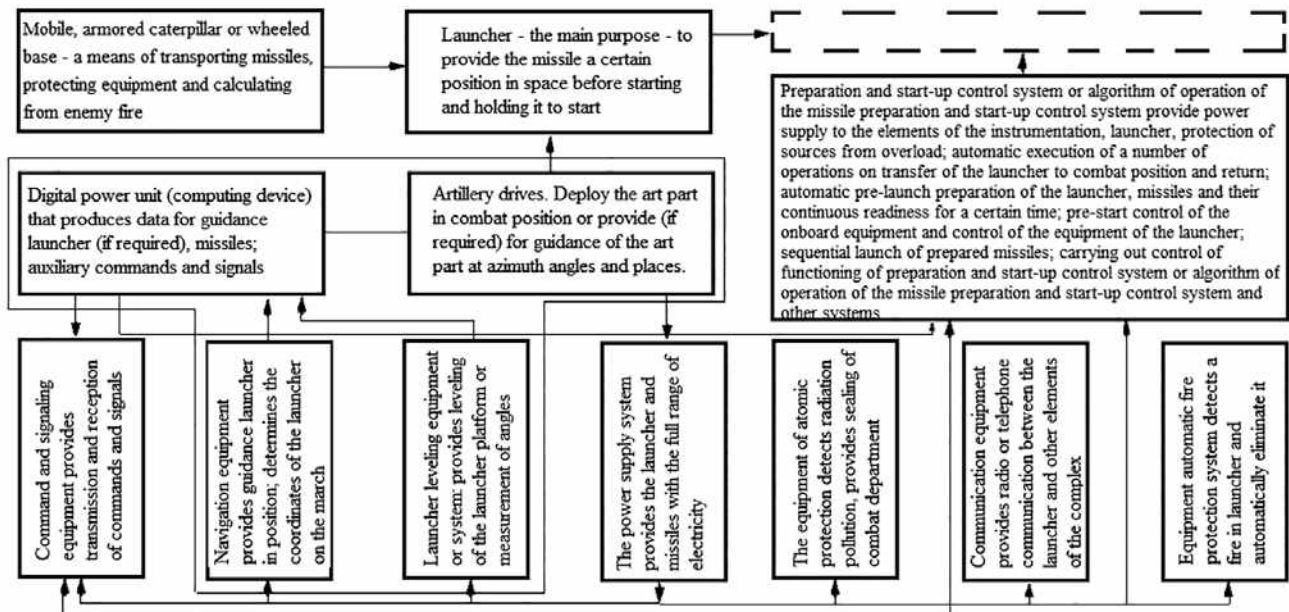 Mobile, armored caterpillar or wheeled
base - a means of transporting missiles,
protecting equipment and calculating
from enemy fire
Launcher - the main purpose - to
provide the missile a certain
position in space before starting
and holding it to start
Preparation and start-up control system or algorithm of operation of
the missile preparation and start-up control system provide power
supply to the elements of the instrumentation, launcher, protection of
sources from overload; automatic execution of a number of
operations on transfer of the launcher to combat position and return;
automatic pre-launch preparation of the launcher, missiles and their
continuous readiness for a certain time; pre-start control of the
onboard equipment and control of the equipment of the launcher;
sequential launch of prepared missiles; carrying out control of
functioning of preparation and start-up control system or algorithm of
operation of the missile preparation and start-up control system and
other systems
Digital power unit (computing device)
that produces data for guidance
launcher (if required), missiles;
auxiliary commands and signals
Artillery drives. Deploy the art part
in combat position or provide (if
required) for guidance of the art
part at azimuth angles and places.
Command and signaling
equipment provides
transmission and reception
of commands and signals
Navigation equipment
provides guidance launcher
in position; determines the
coordinates of the launcher
on the march
Launcher leveling equipment
or system: provides leveling
of the launcher platform or
measurement of angles
The power supply system
provides the launcher and
missiles with the full range of
electricity
The equipment of atomic
protection detects radiation
pollution, provides sealing of
combat department
Communication equipment
provides radio or telephone
communication between the
launcher and other elements
of the complex
Equipment automatic fire
protection system detects a
fire in launcher and
automatically eliminate it